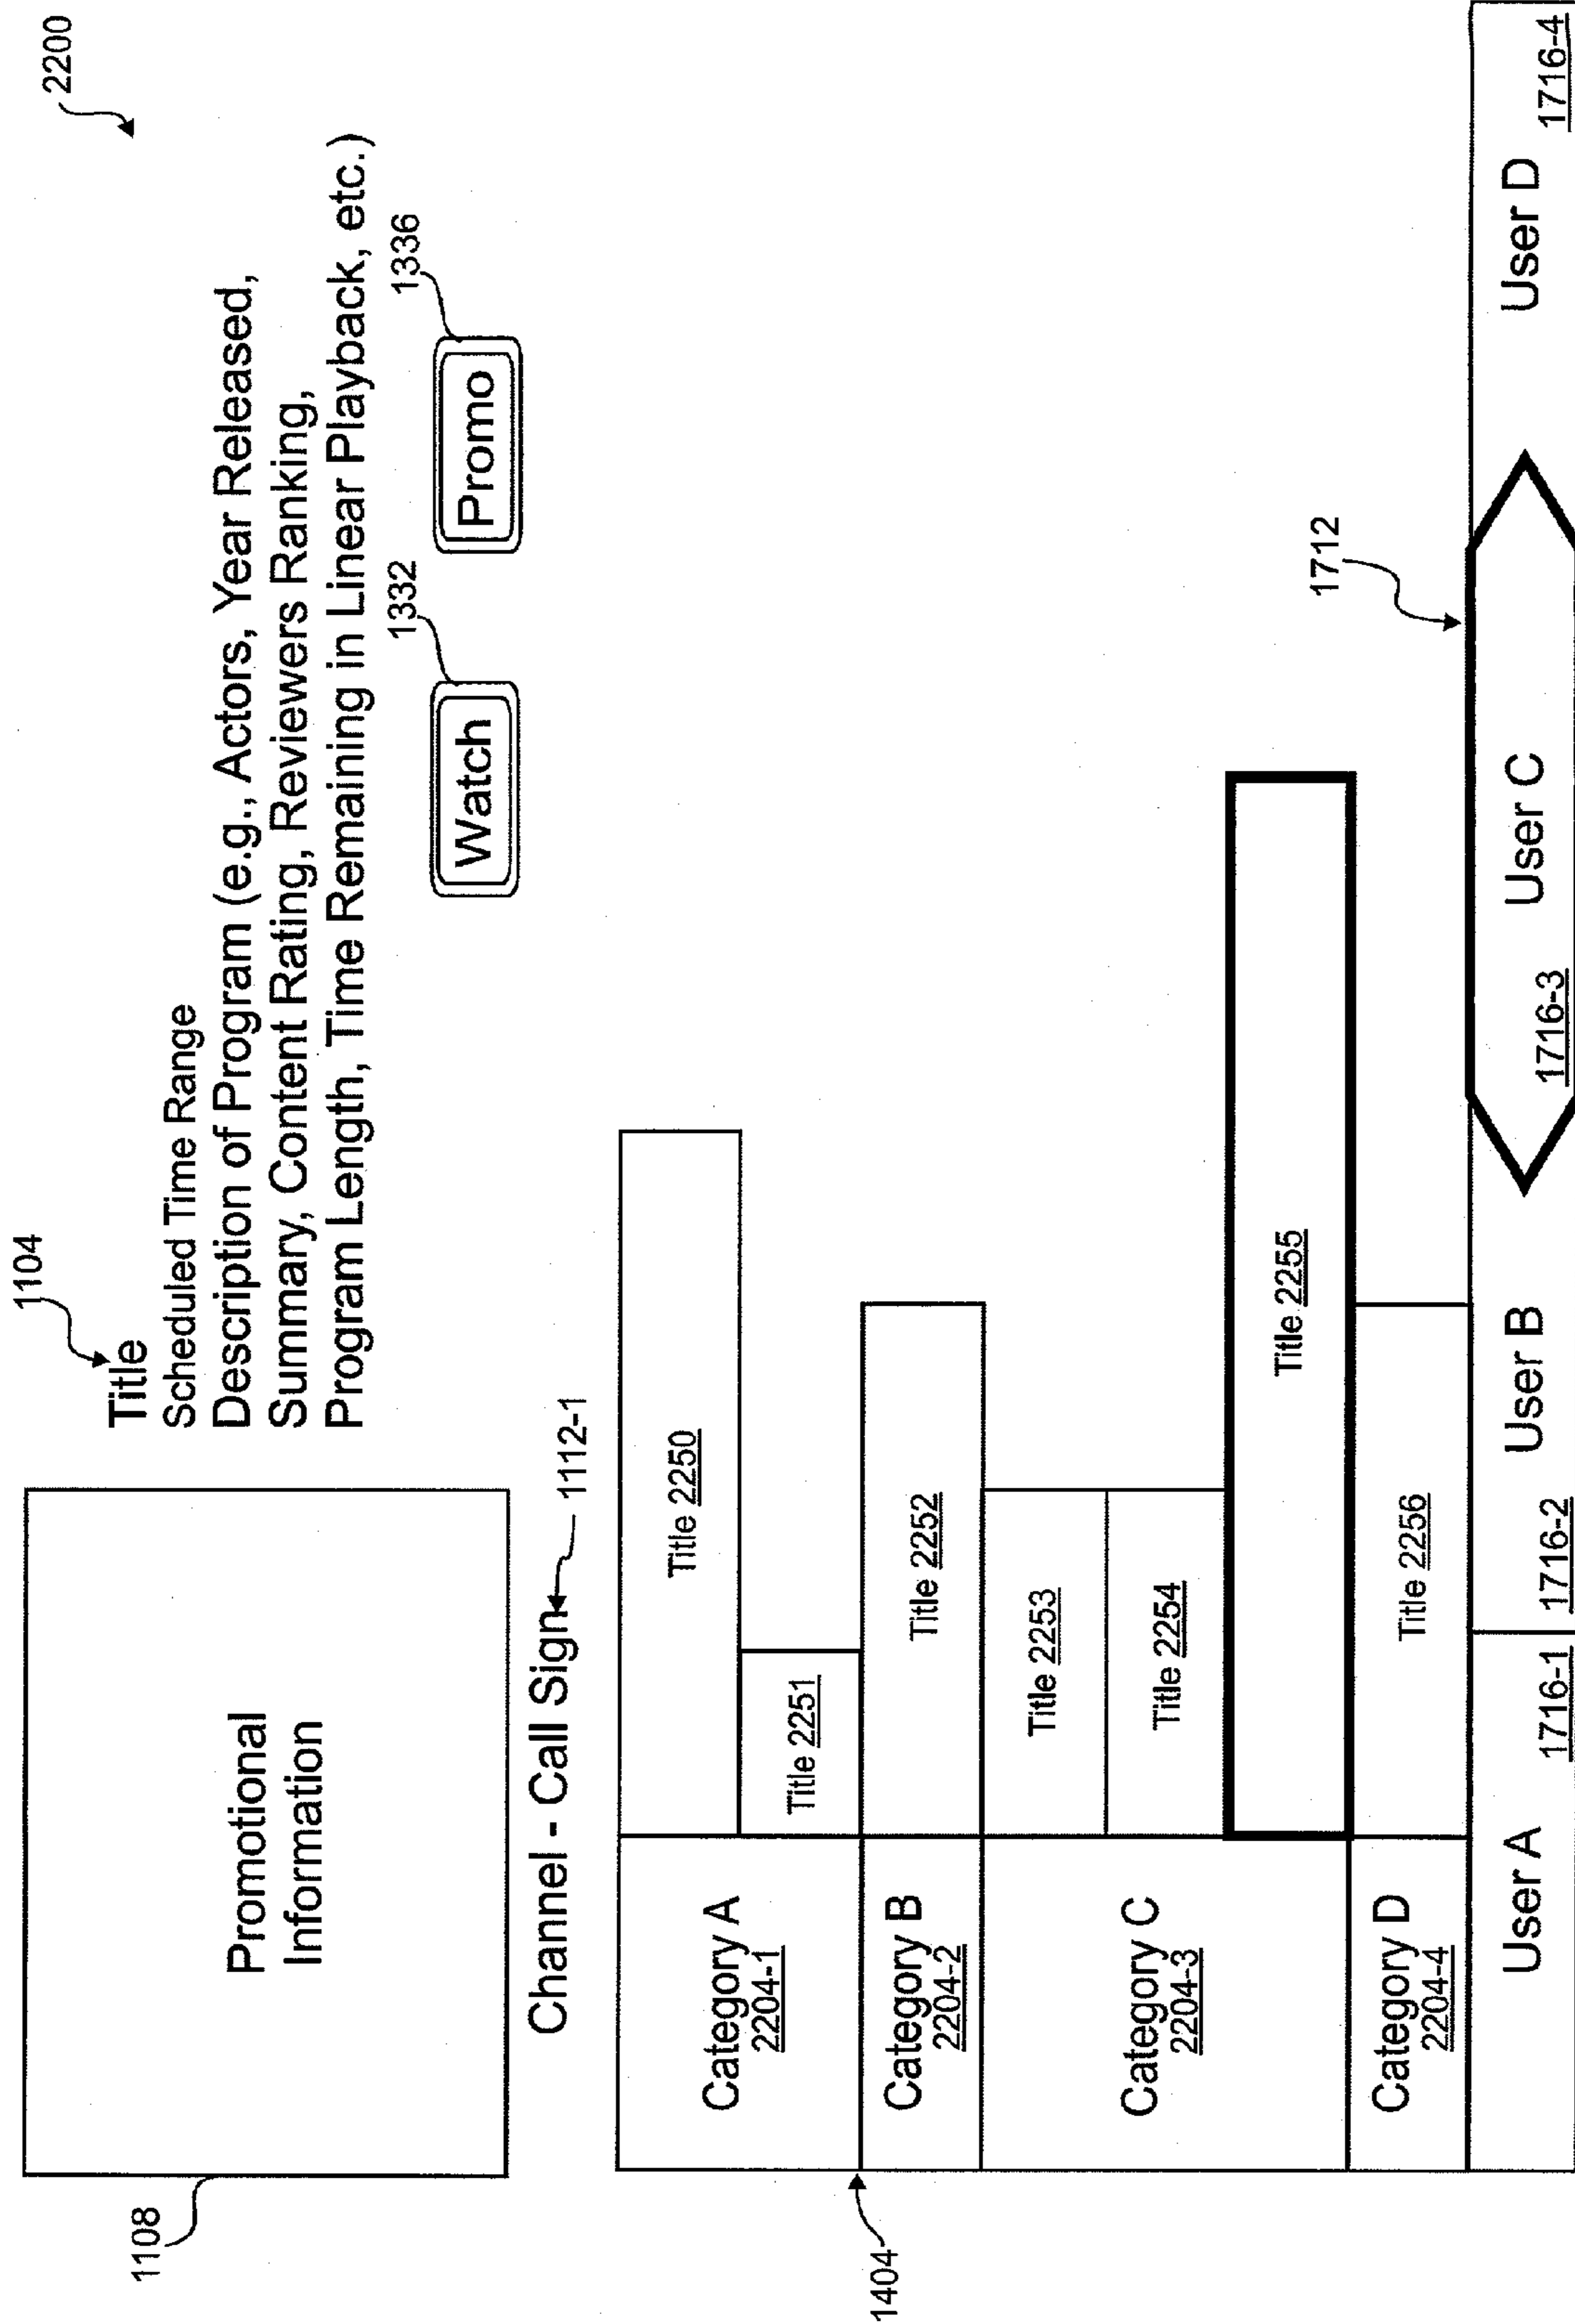 2200
1104
Title
Scheduled Time Range
Description of Program (e.g., Actors, Year Released,
Summary, Content Rating, Reviewers Ranking,
Program Length, Time Remaining in Linear Playback, etc.)
1108
Promotional
Information
1332
Watch
1336
Promo
Channel - Call Sign
1112-1
1404
Category A
2204-1
Title 2250
Title 2251
Category B
2204-2
Title 2252
Category C
2204-3
Title 2253
Title 2254
Title 2255
Category D
2204-4
Title 2256
1712
User A
1716-1
User B
1716-2
User C
1716-3
User D
1716-4